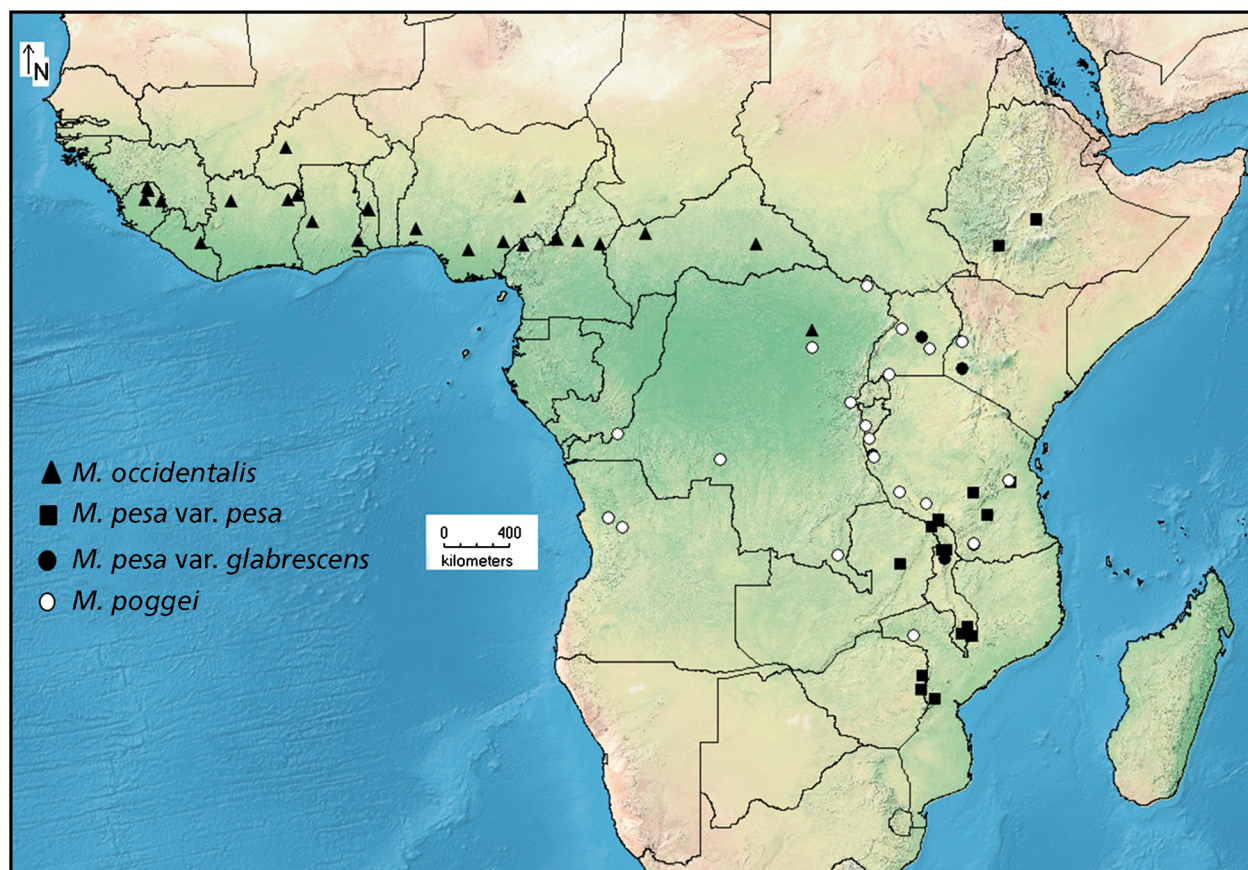 N
M. occidentalis
M. pesa var. pesa
M. pesa var. glabrescens
M. poggei
0 400
kilometers